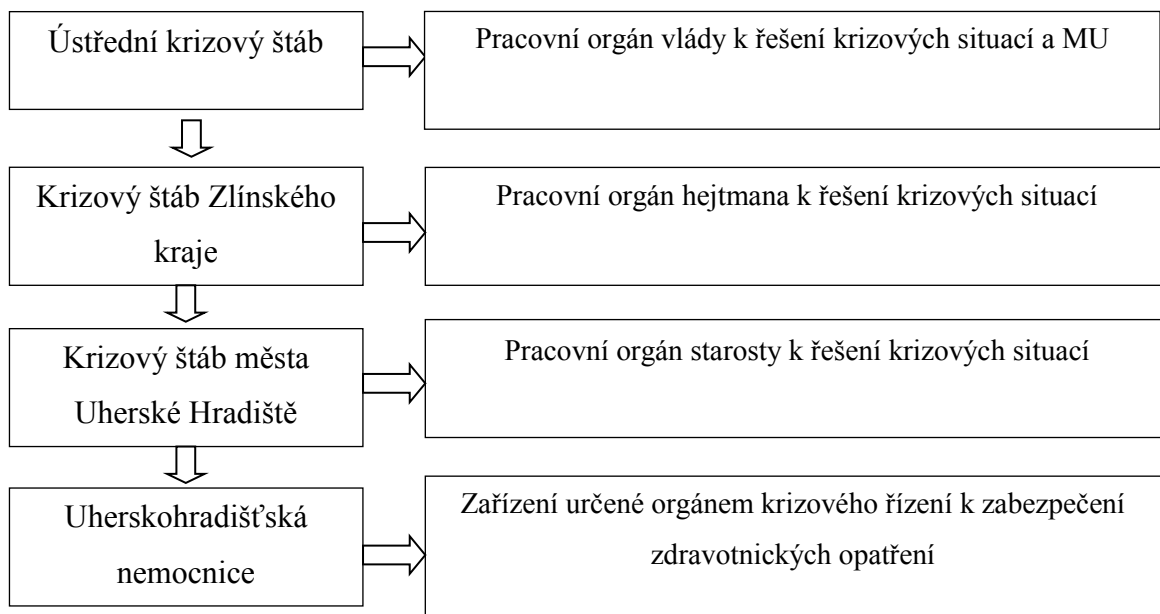 Ústřední krizový štáb
Pracovní orgán vlády k řešení krizových situací a MU
Krizový štáb Zlínského
kraje
Pracovní orgán hejtmana k řešení krizových situací
Krizový štáb města
Uherské Hradiště
Pracovní orgán starosty k řešení krizových situací
Uherskohradišťská
nemocnice
Zařízení určené orgánem krizového řízení k zabezpečení
zdravotnických opatření